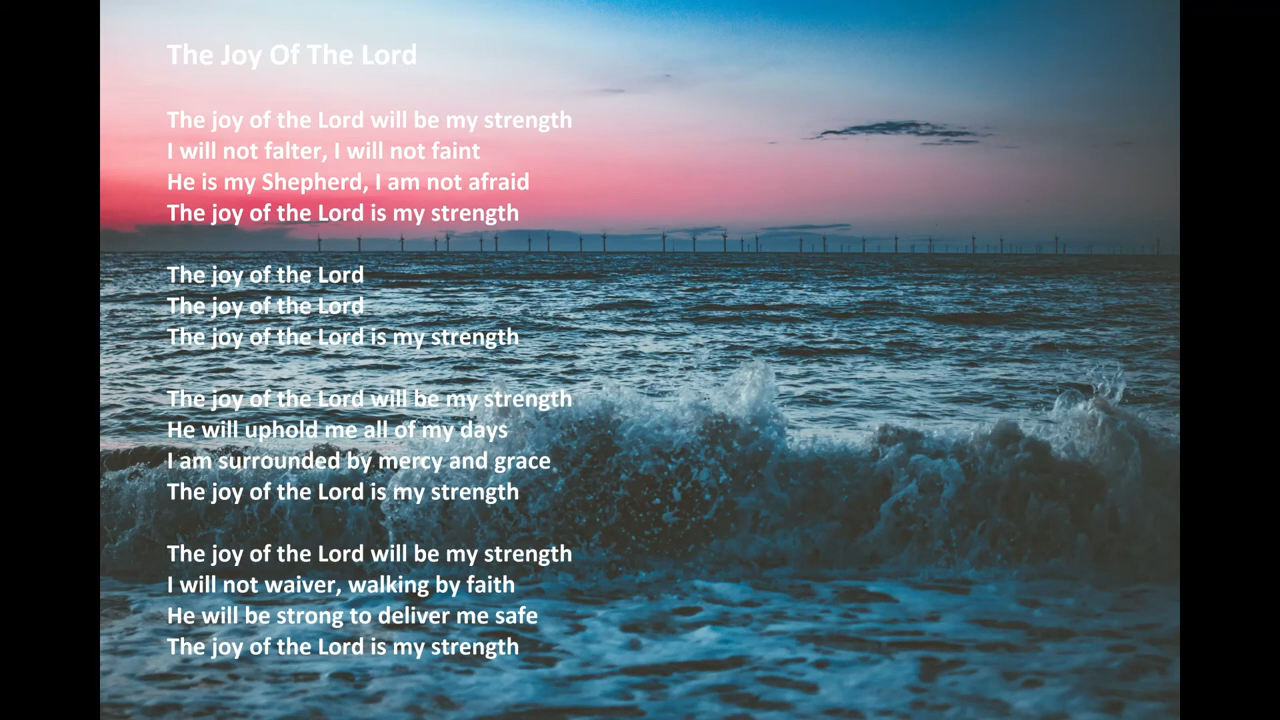 The Joy Of The Lord
The joy of the Lord will be my strength
I will not falter, I will not faint
He is my Shepherd, I am not afraid
The joy of the Lord is my strength
The joy of the Lord
The joy of the Lord
The joy of the Lord is my strength
The joy of the Lord will be my strength
He will uphold me all of my days
I am surrounded by mercy and grace
The joy of the Lord is my strength
The joy of the Lord will be my strength
I will not waiver, walking by faith
He will be strong to deliver me safe
The joy of the Lord is my strength